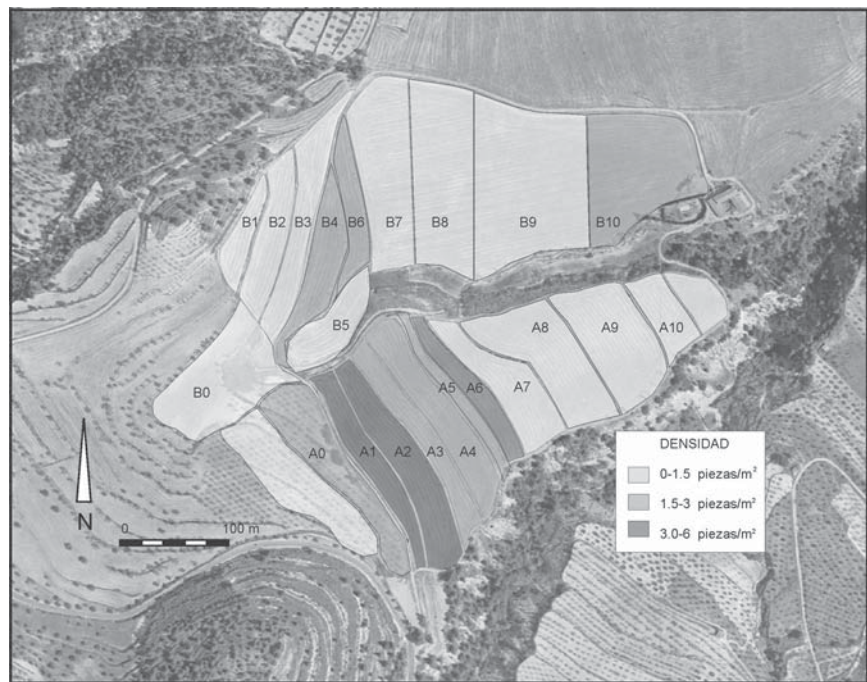 B1
B2
B3
B4
B6
B7
B8
B9
B10
B5
B0
A8
A9
A10
A5
A6
A7
A0
A1
A2
A3
A4
N
0
100 m
DENSIDAD
0-1.5 piezas/m²
1.5-3 piezas/m²
3.0-6 piezas/m²